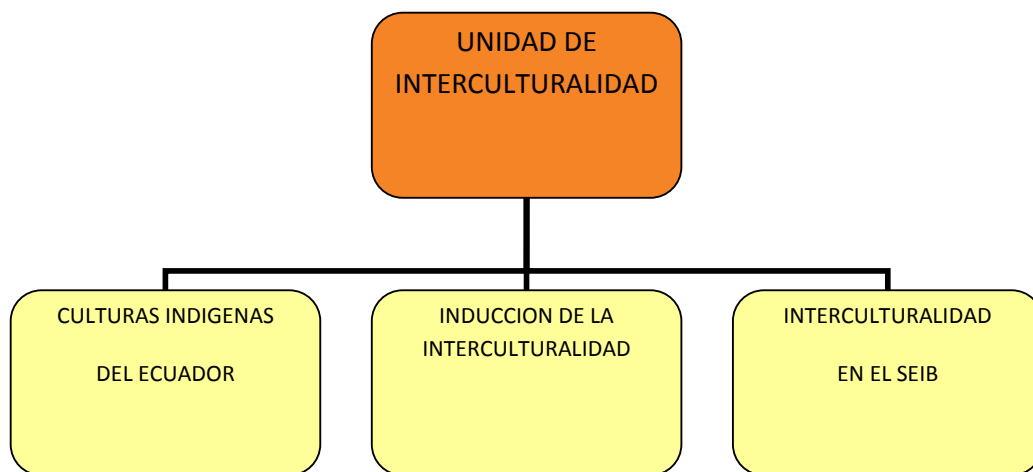 UNIDAD DE
INTERCULTURALIDAD
CULTURAS INDIGENAS
DEL ECUADOR
INDUCCION DE LA
INTERCULTURALIDAD
INTERCULTURALIDAD
EN EL SEIB